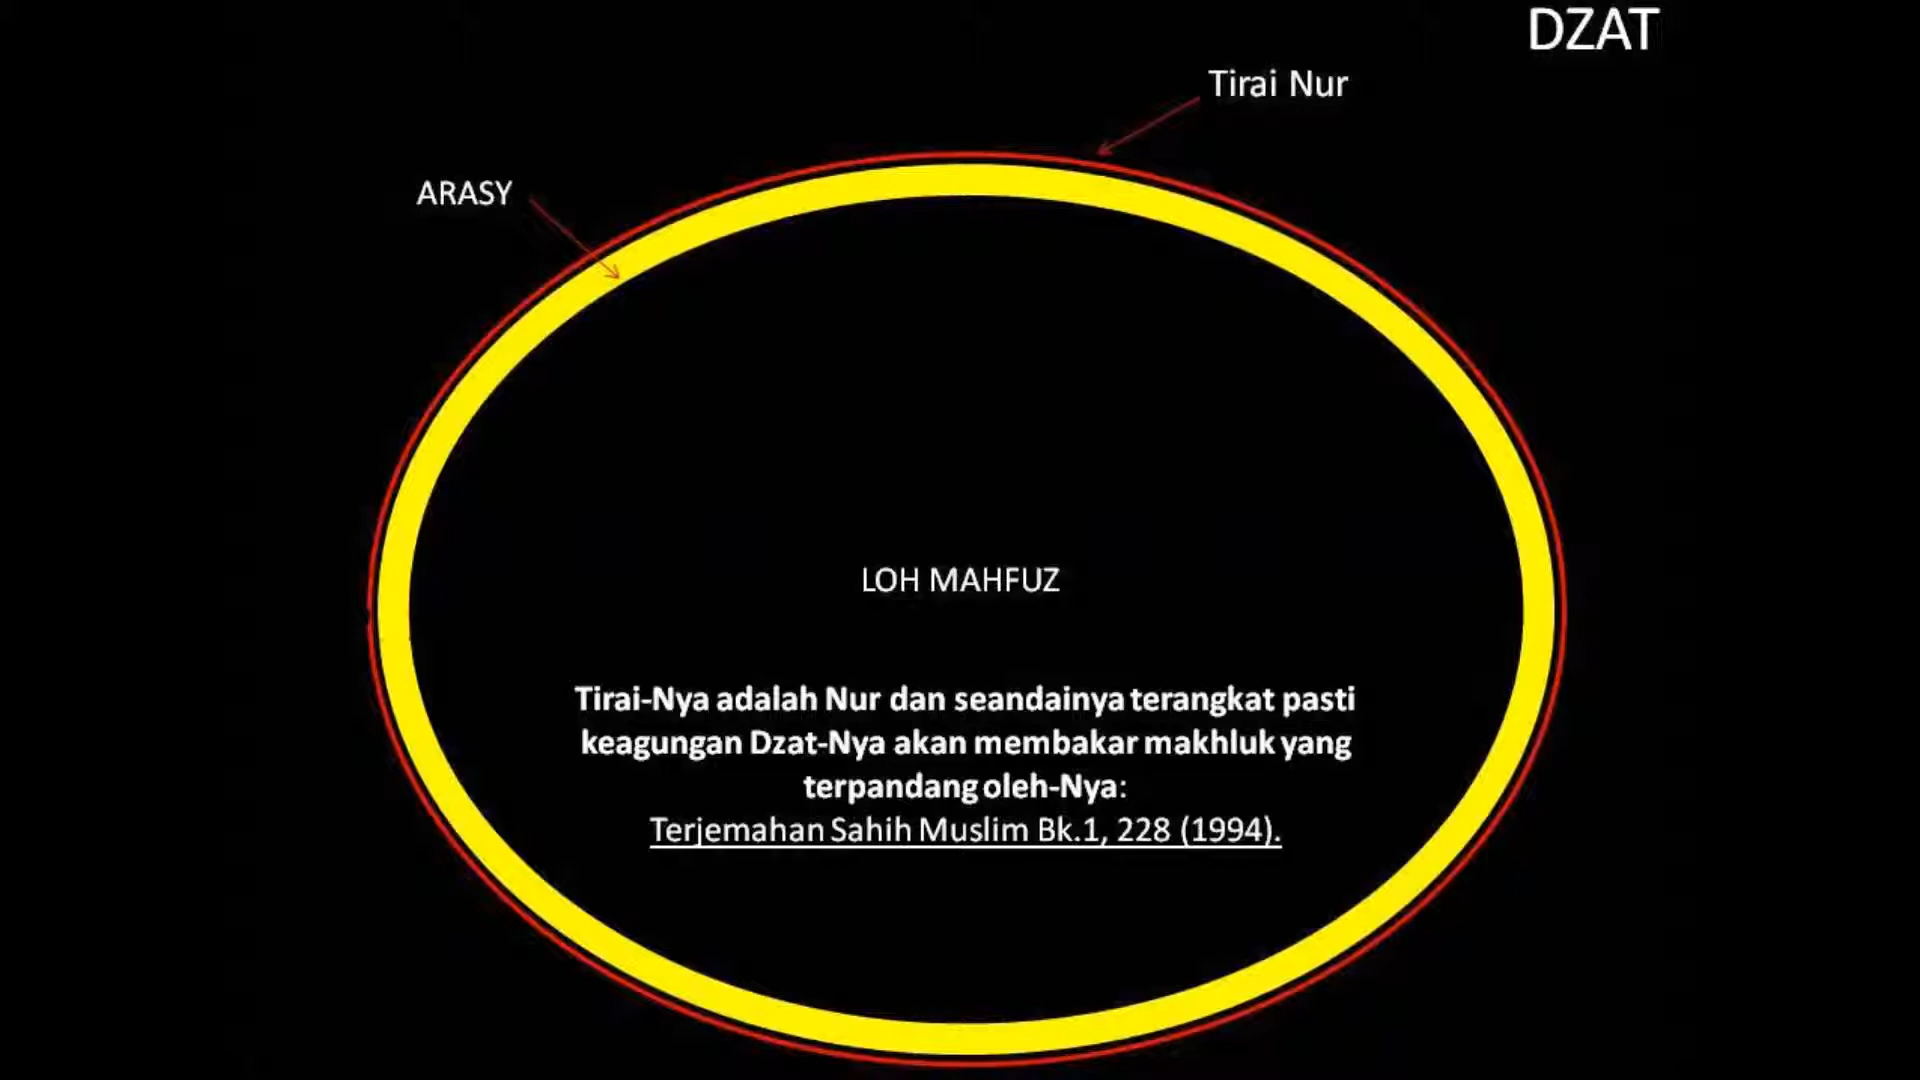 DZAT
Tirai Nur
ARASY
LOH MAHFUZ
Tirai-Nya adalah Nur dan seandainya terangkat pasti
keagungan Dzat-Nya akan membakar makhluk yang
terpandang oleh-Nya:
Terjemahan Sahih Muslim Bk.1, 228 (1994).